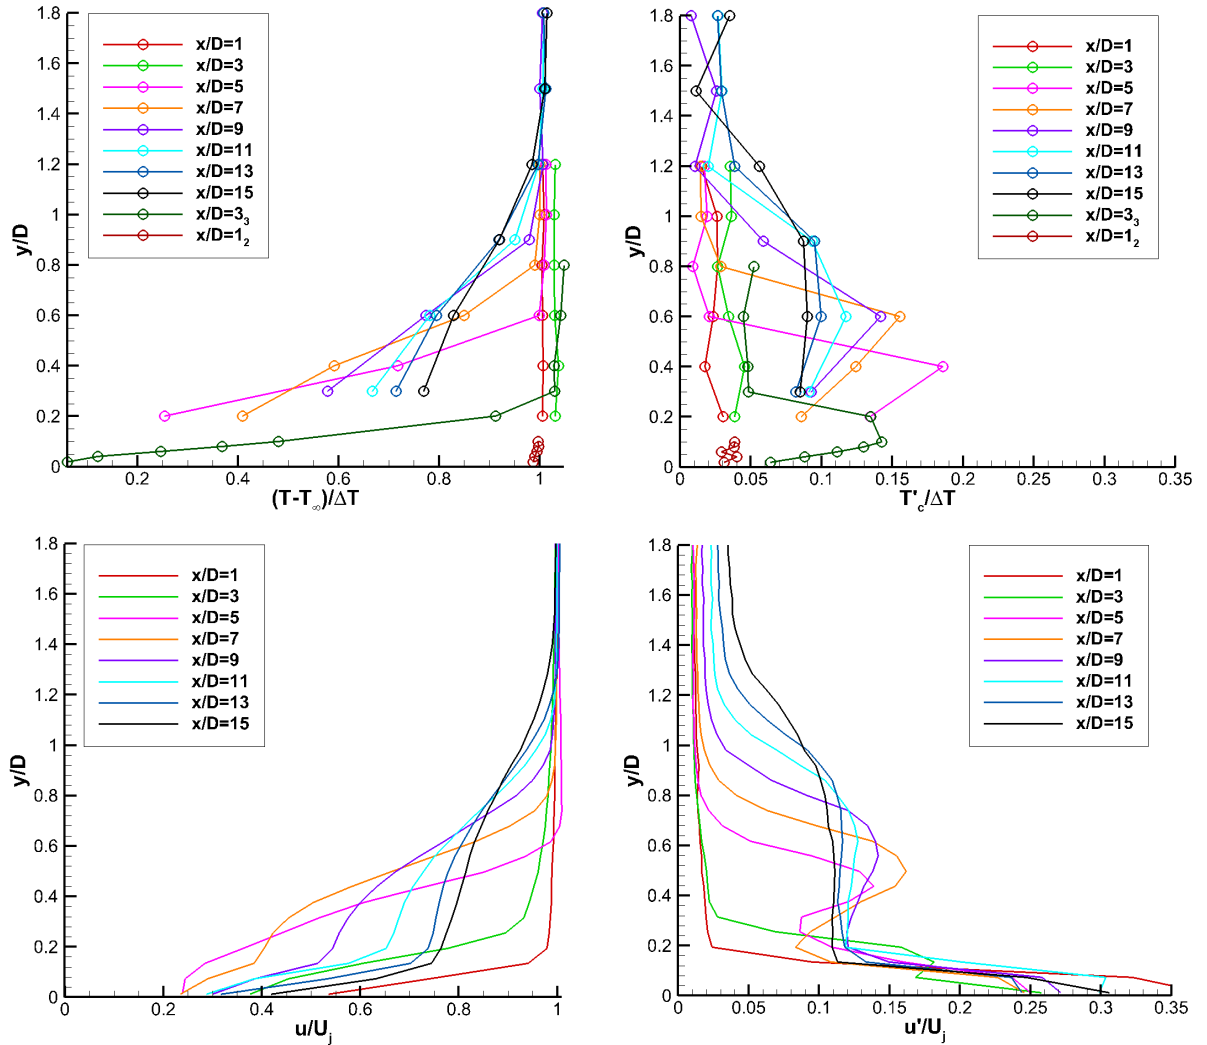 1.8
1.6
1.4
1.2
1
0.8
0.6
0.4
0.2
0
y/D
0.2
0.4
0.6
0.8
1
(T-T∞)/ΔT
x/D=1
x/D=3
x/D=5
x/D=7
x/D=9
x/D=11
x/D=13
x/D=15
x/D=3₃
x/D=1₂
1.8
1.6
1.4
1.2
1
0.8
0.6
0.4
0.2
0
y/D
0
0.05
0.1
0.15
0.2
0.25
0.3
0.35
T'c/ΔT
x/D=1
x/D=3
x/D=5
x/D=7
x/D=9
x/D=11
x/D=13
x/D=15
x/D=3₃
x/D=1₂
1.8
1.6
1.4
1.2
1
0.8
0.6
0.4
0.2
0
y/D
0
0.2
0.4
0.6
0.8
1
u/Uj
x/D=1
x/D=3
x/D=5
x/D=7
x/D=9
x/D=11
x/D=13
x/D=15
1.8
1.6
1.4
1.2
1
0.8
0.6
0.4
0.2
0
y/D
0
0.05
0.1
0.15
0.2
0.25
0.3
0.35
u'/Uj
x/D=1
x/D=3
x/D=5
x/D=7
x/D=9
x/D=11
x/D=13
x/D=15